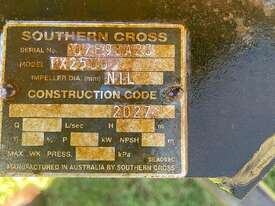 SOUTHERN CROSS
SERIAL No.
MODEL
IMPELLER DIA. (mm) NIL
CONSTRUCTION CODE
2027
Q L/sec H m
% P kW NPSH m
MAX. WK PRESS. kPa
MANUFACTURED IN AUSTRALIA BY SOUTHERN CROSS